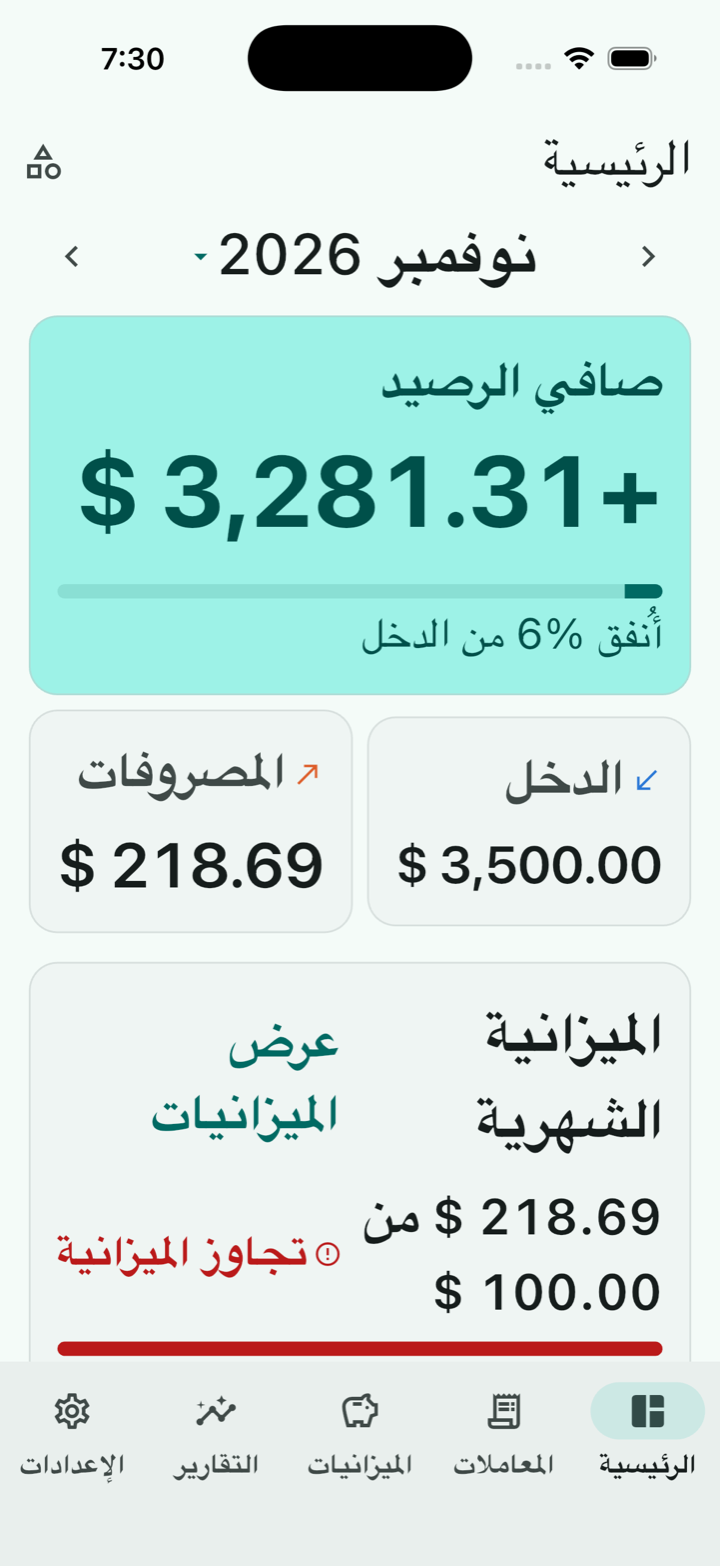 7:30
الرئيسية
نوفمبر 2026
صافي الرصيد
+3,281.31 $
أُنفق 6% من الدخل
الدخل
3,500.00 $
المصروفات
218.69 $
الميزانية
الشهرية
عرض
الميزانيات
218.69 $ من
100.00 $
تجاوز الميزانية
الرئيسية
المعاملات
الميزانيات
التقارير
الإعدادات